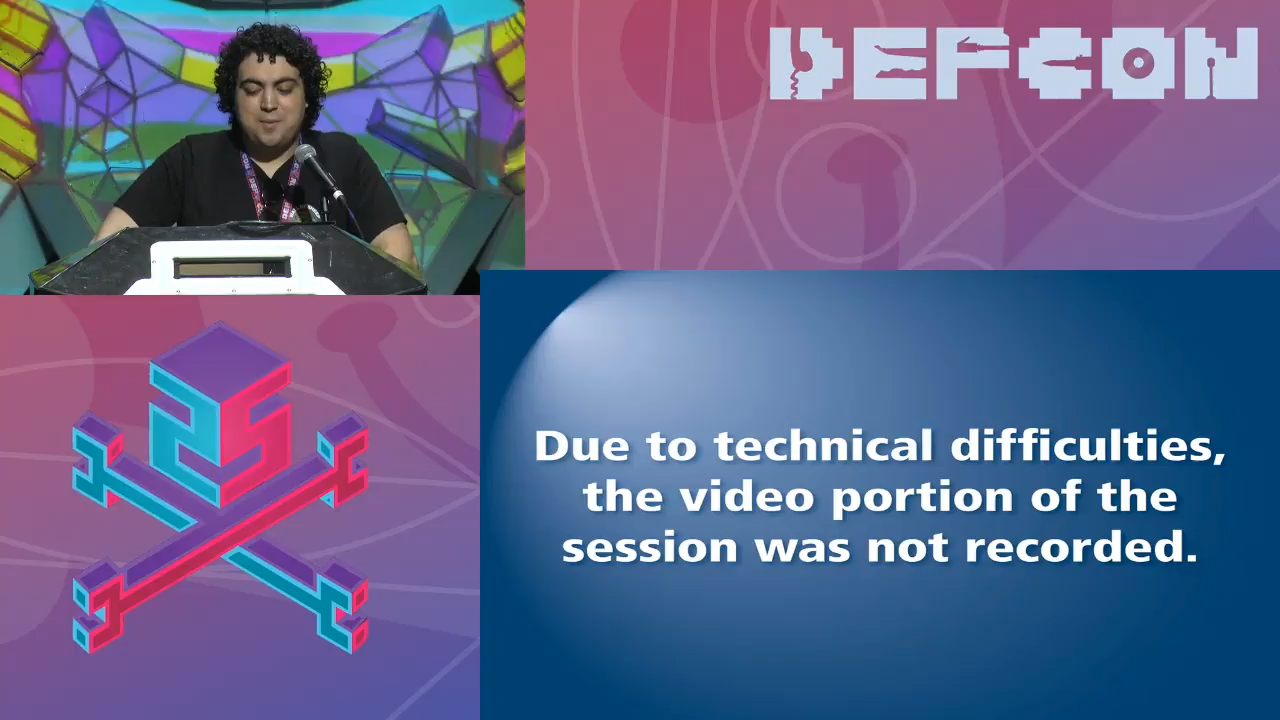 DEFCON
Due to technical difficulties,
the video portion of the
session was not recorded.